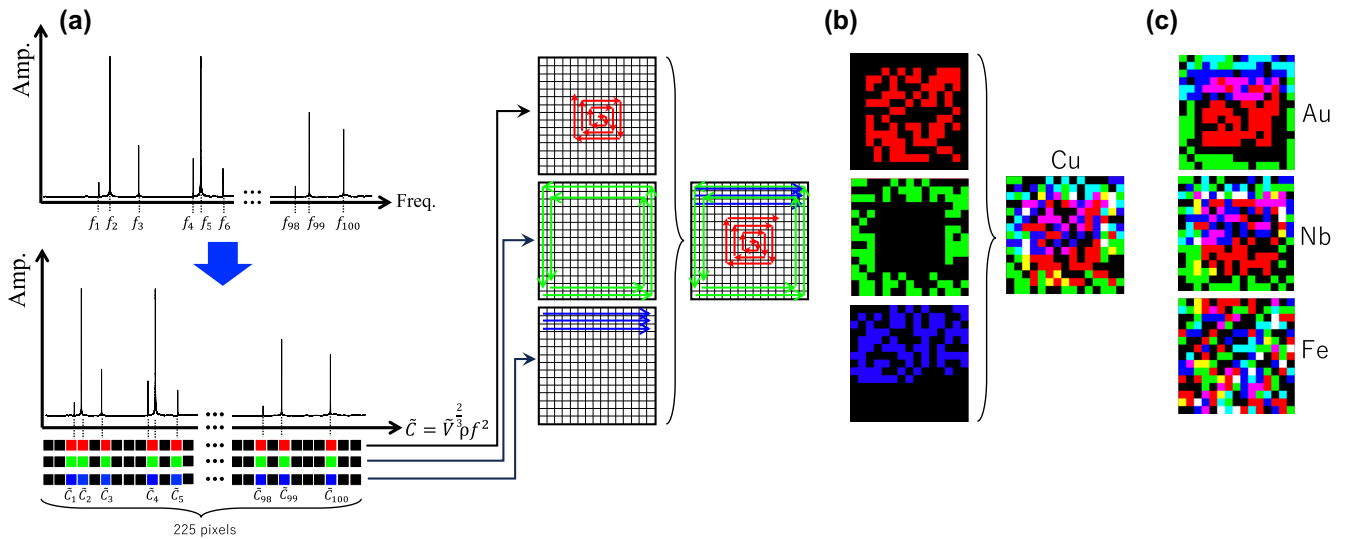 (a)
Amp.
f₁ f₂ f₃ f₄ f₅ f₆ ... f₉₈ f₉₉ f₁₀₀
Freq.
Amp.
...
C̃ = Ṽ^(2/3) ρf²
...
...
...
C̃₁ C̃₂ C̃₃ C̃₄ C̃₅ C̃₉₈ C̃₉₉ C̃₁₀₀
225 pixels
(b)
Cu
(c)
Au
Nb
Fe